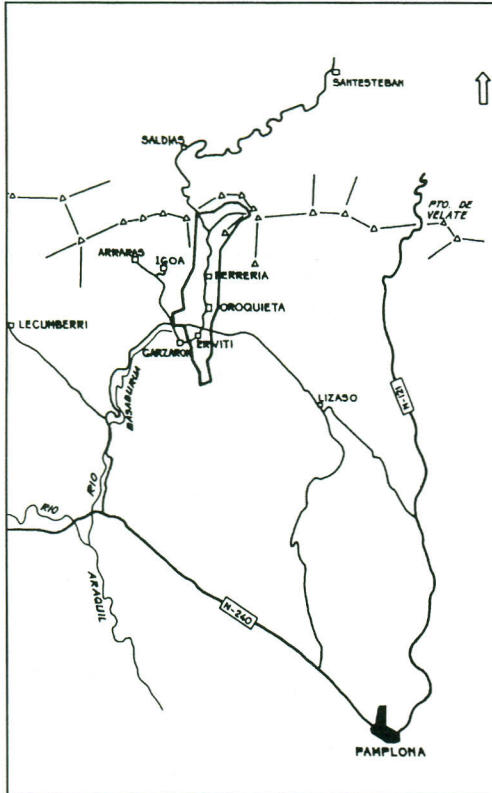 SANTESTEBAN
SALDIAS
PTO. DE
VELATE
ARRARAS
IGOA
FERRERIA
OROQUIETA
LECUMBERRI
ERVITI
GARZARON
BASABURUA
LIZASO
N-121
RIO
RIO
ARAQUIL
N-240
PAMPLONA